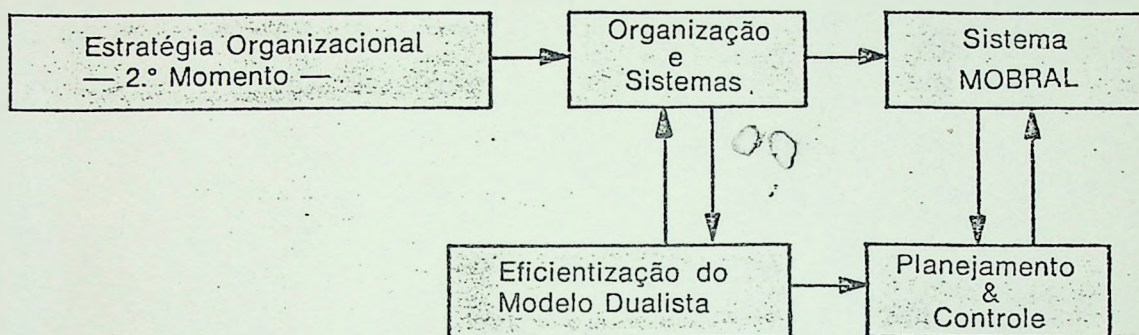 Estratégia Organizacional
— 2.º Momento —
Organização
e
Sistemas
Sistema
MOBRAL
Eficientização do
Modelo Dualista
Planejamento
&
Controle